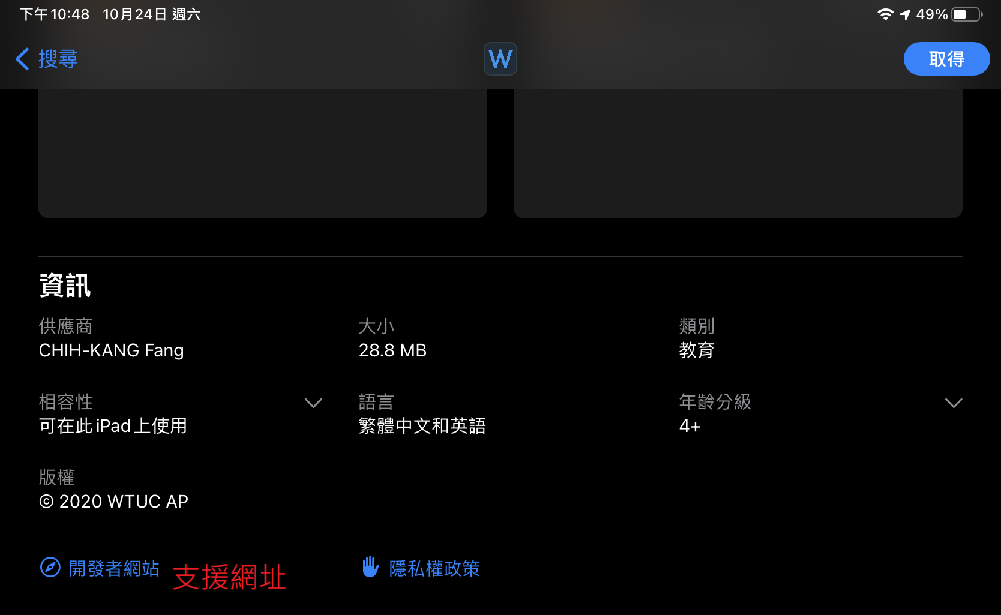 下午10:48 10月24日 週六 49%
搜尋 W 取得
資訊
供應商 大小 類別
CHIH-KANG Fang 28.8 MB 教育
相容性 語言 年齡分級
可在此 iPad 上使用 繁體中文和英語 4+
版權
© 2020 WTUC AP
開發者網站 支援網址 隱私權政策